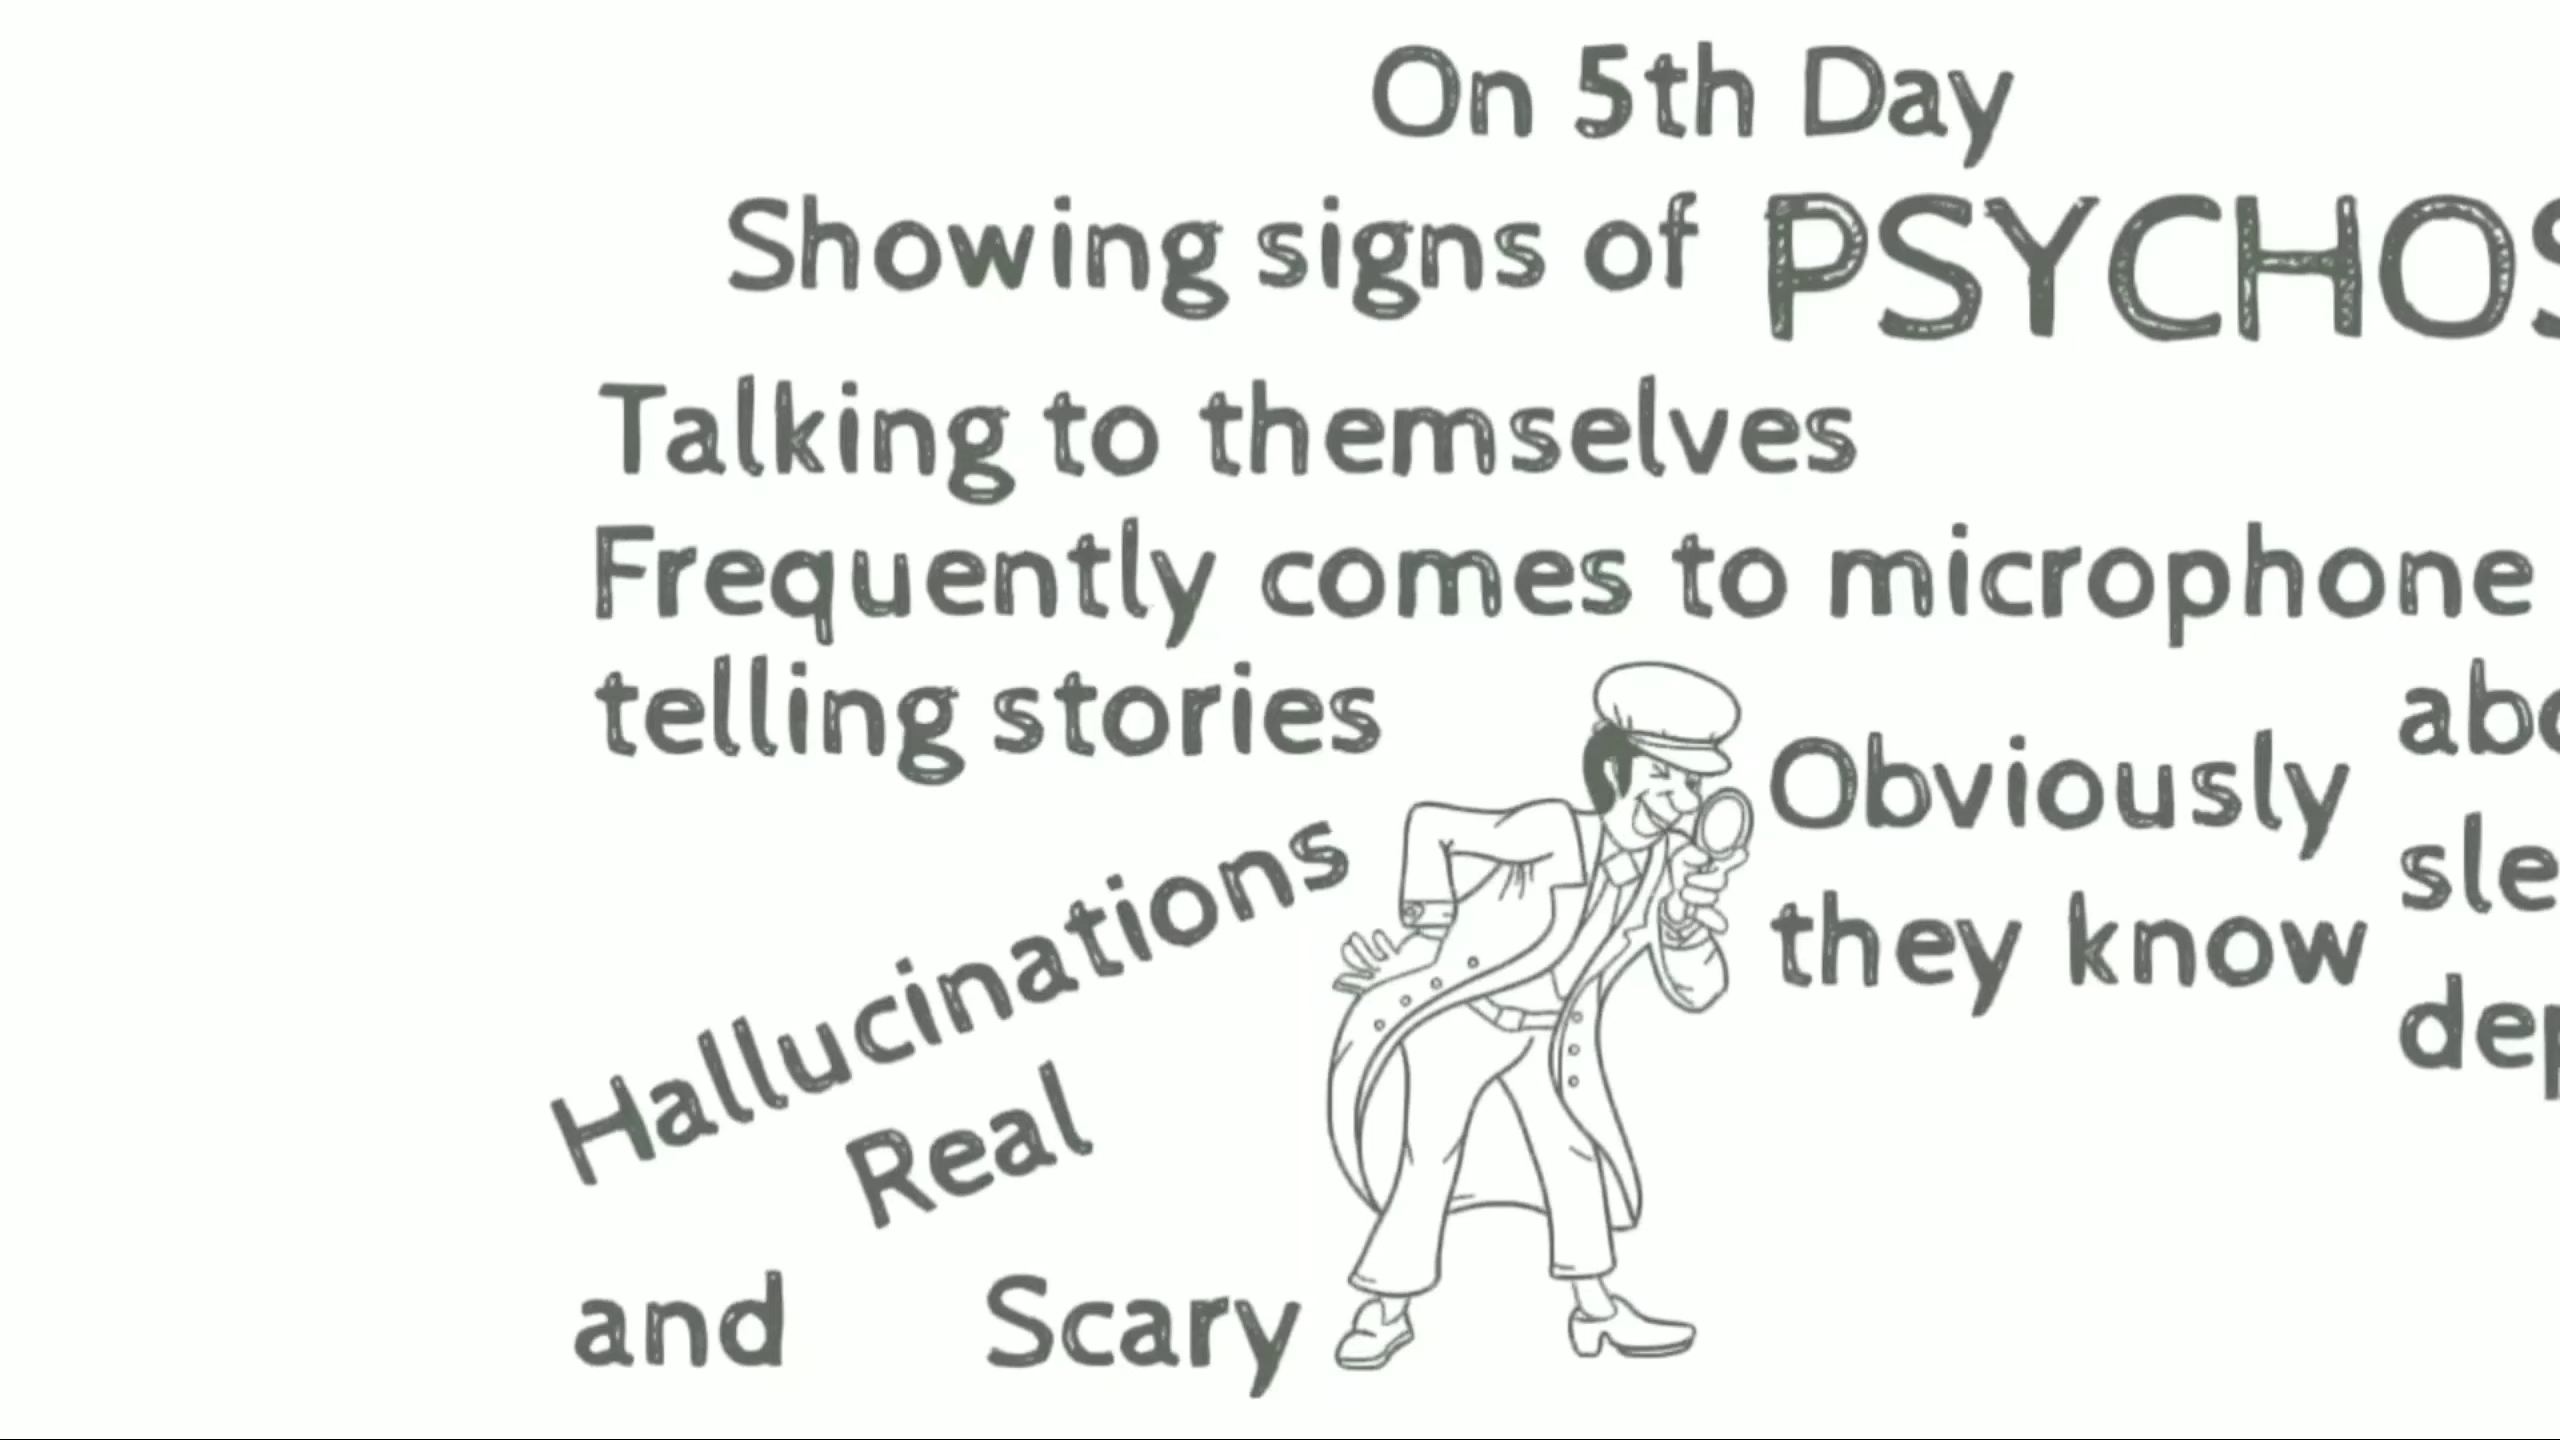 On 5th Day
Showing signs of PSYCHOS
Talking to themselves
Frequently comes to microphone
telling stories
Obviously
they know
Hallucinations
Real
and Scary